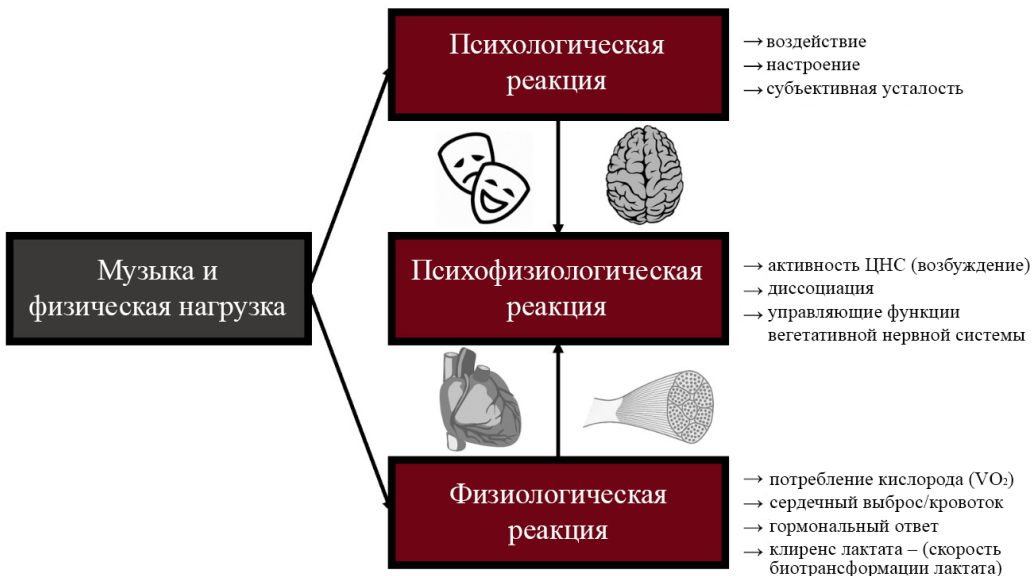 Психологическая
реакция
→ воздействие
→ настроение
→ субъективная усталость
Музыка и
физическая нагрузка
Психофизиологическая
реакция
→ активность ЦНС (возбуждение)
→ диссоциация
→ управляющие функции
вегетативной нервной системы
Физиологическая
реакция
→ потребление кислорода (VO₂)
→ сердечный выброс/кровоток
→ гормональный ответ
→ клиренс лактата – (скорость
биотрансформации лактата)